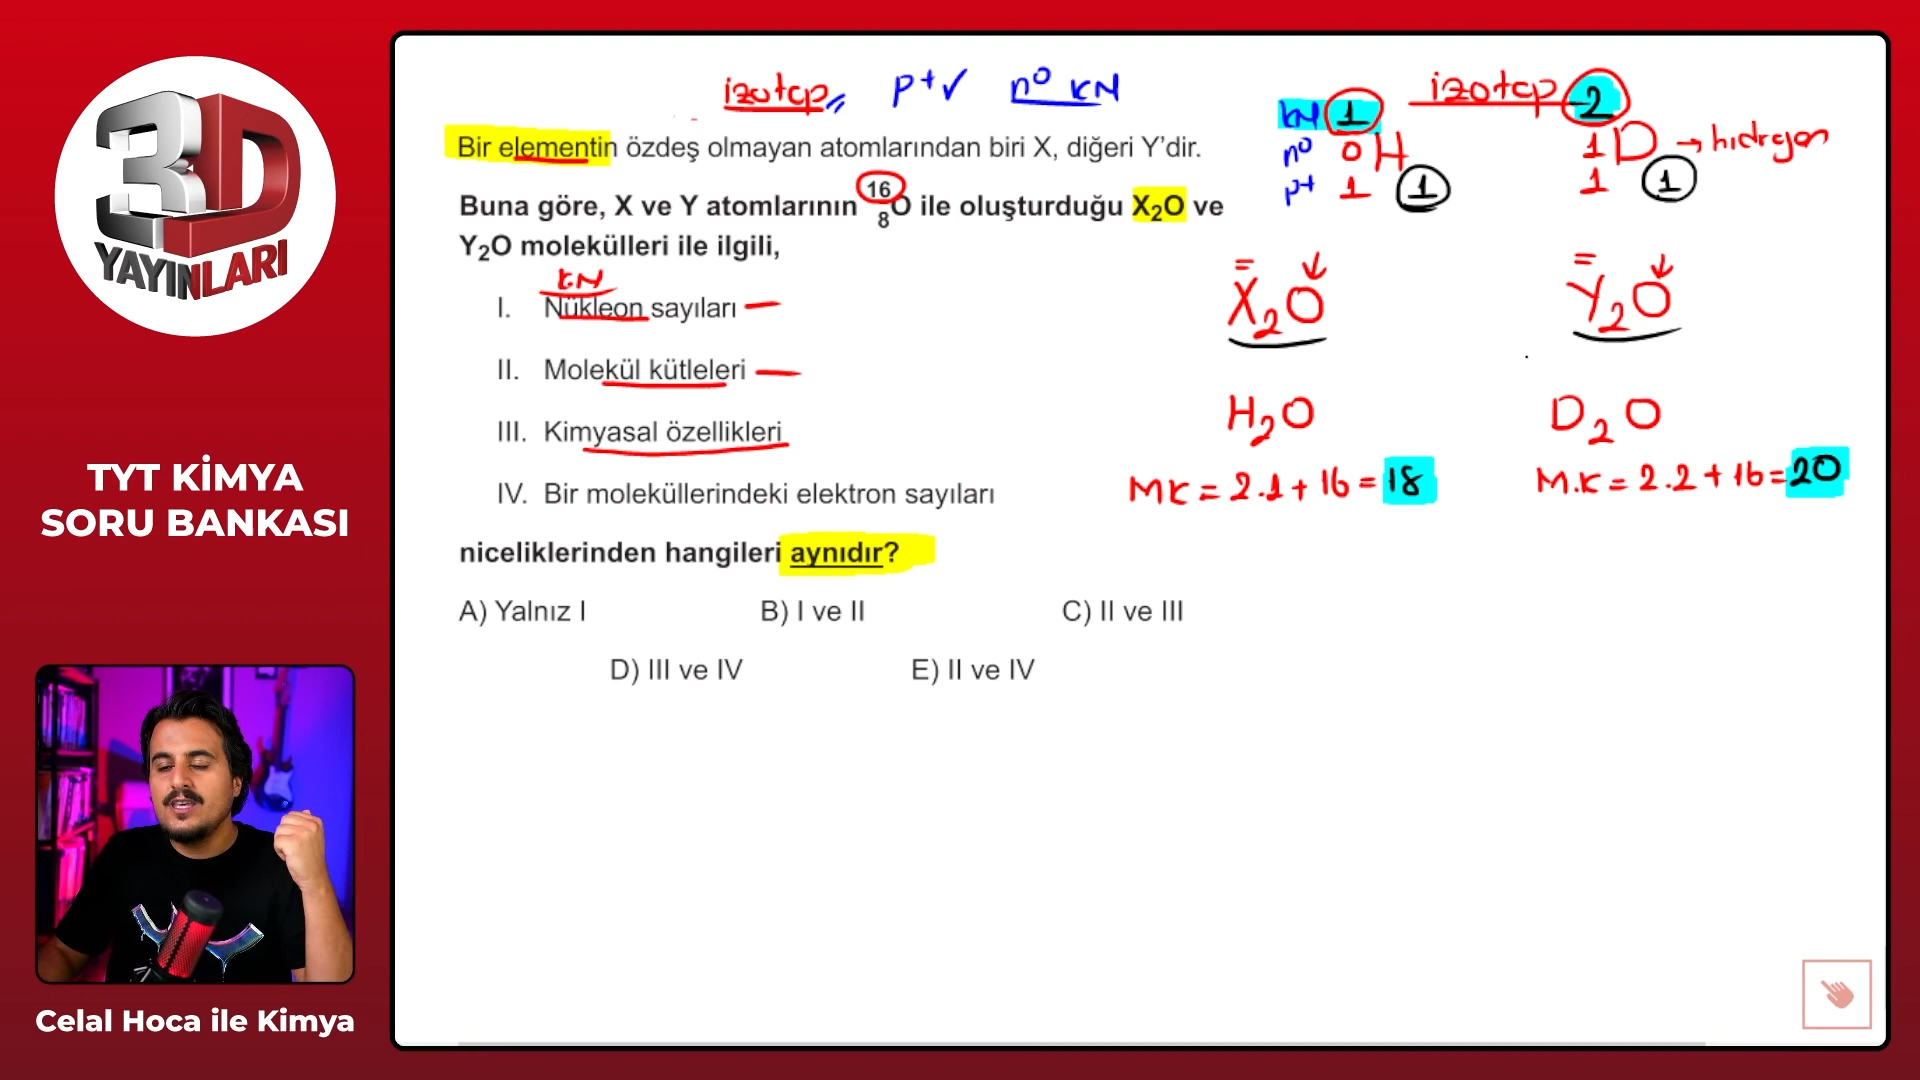 3D
YAYINLARI
TYT KİMYA
SORU BANKASI
Celal Hoca ile Kimya
izotop p+ ✓ n⁰ KN
Bir elementin özdeş olmayan atomlarından biri X, diğeri Y'dir.
Buna göre, X ve Y atomlarının ¹⁶₈O ile oluşturduğu X₂O ve
Y₂O molekülleri ile ilgili,
KN
I. Nükleon sayıları
II. Molekül kütleleri
III. Kimyasal özellikleri
IV. Bir moleküllerindeki elektron sayıları
niceliklerinden hangileri aynıdır?
A) Yalnız I B) I ve II C) II ve III
D) III ve IV E) II ve IV
KN 1 izotop 2
n⁰ 0 H 1 D → hidrojen
p+ 1 1 1 1
X₂O Y₂O
H₂O D₂O
MK = 2.1 + 16 = 18 M.K = 2.2 + 16 = 20